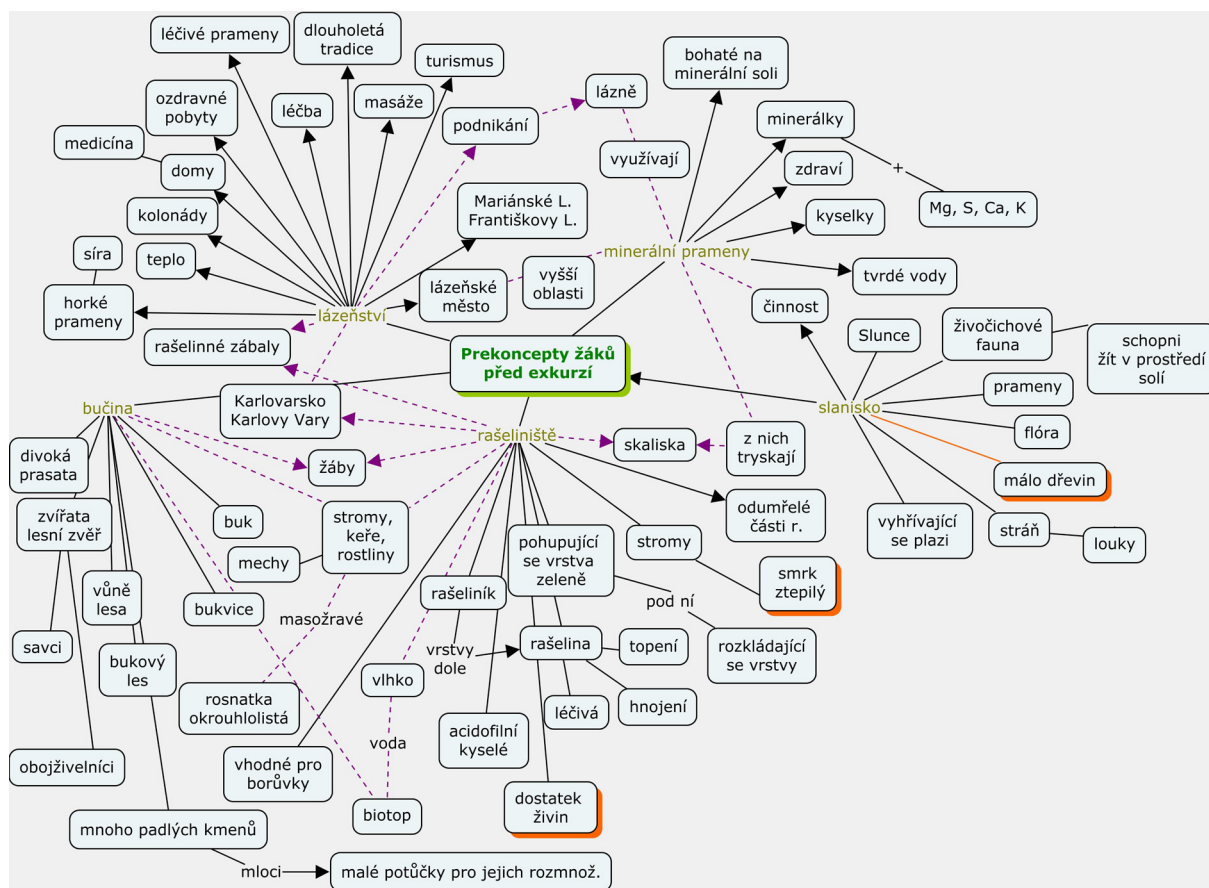 léčivé prameny
dlouholetá
tradice
turismus
bohaté na
minerální soli
ozdravné
pobyty
léčba
masáže
podnikání
lázně
minerálky
medicína
domy
využívají
zdraví
+
Mg, S, Ca, K
kolonády
Mariánské L.
Františkovy L.
kyselky
síra
teplo
minerální prameny
tvrdé vody
horké
prameny
lázeňské
město
vyšší
oblasti
činnost
lázeňství
Slunce
živočichové
fauna
schopni
žít v prostředí
solí
rašelinné zábaly
Prekoncepty žáků
před exkurzí
prameny
Karlovarsko
Karlovy Vary
bučina
slanisko
rašeliniště
skaliska
z nich
tryskají
flóra
divoká
prasata
žáby
málo dřevin
zvířata
lesní zvěř
buk
stromy,
keře,
rostliny
odumřelé
části r.
vyhřívající
se plazi
stráň
louky
mechy
pohupující
se vrstva
zeleně
stromy
smrk
ztepilý
vůně
lesa
bukvice
masožravé
rašeliník
pod ní
savci
bukový
les
vrstvy
dole
rašelina
topení
rozkládající
se vrstvy
vlhko
rosnatka
okrouhlolistá
léčivá
hnojení
acidofilní
kyselé
obojživelníci
vhodné pro
borůvky
voda
biotop
dostatek
živin
mnoho padlých kmenů
mloci
malé potůčky pro jejich rozmnož.